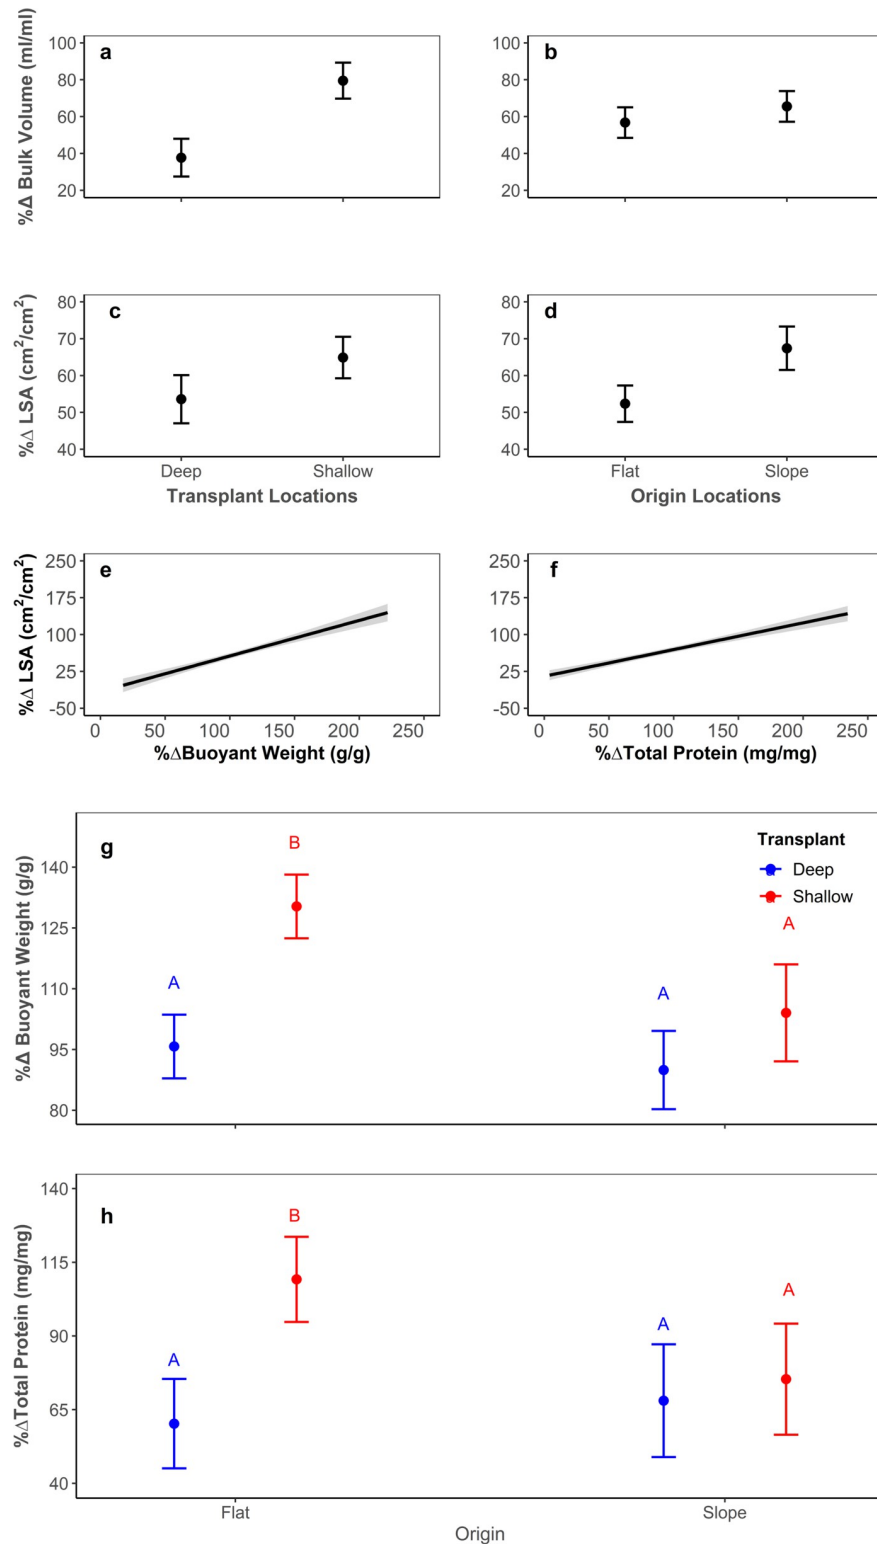 a
%Δ Bulk Volume (ml/ml)
100
80
60
40
20
b
100
80
60
40
20
c
%Δ LSA (cm²/cm²)
80
70
60
50
40
Deep Shallow
Transplant Locations
d
80
70
60
50
40
Flat Slope
Origin Locations
e
%Δ LSA (cm²/cm²)
250
175
100
25
-50
0 50 100 150 200 250
%ΔBuoyant Weight (g/g)
f
250
175
100
25
-50
0 50 100 150 200 250
%ΔTotal Protein (mg/mg)
g
%Δ Buoyant Weight (g/g)
140
125
110
95
80
A
B
A
A
Transplant
Deep
Shallow
h
%ΔTotal Protein (mg/mg)
140
115
90
65
40
A
B
A
A
Flat Slope
Origin